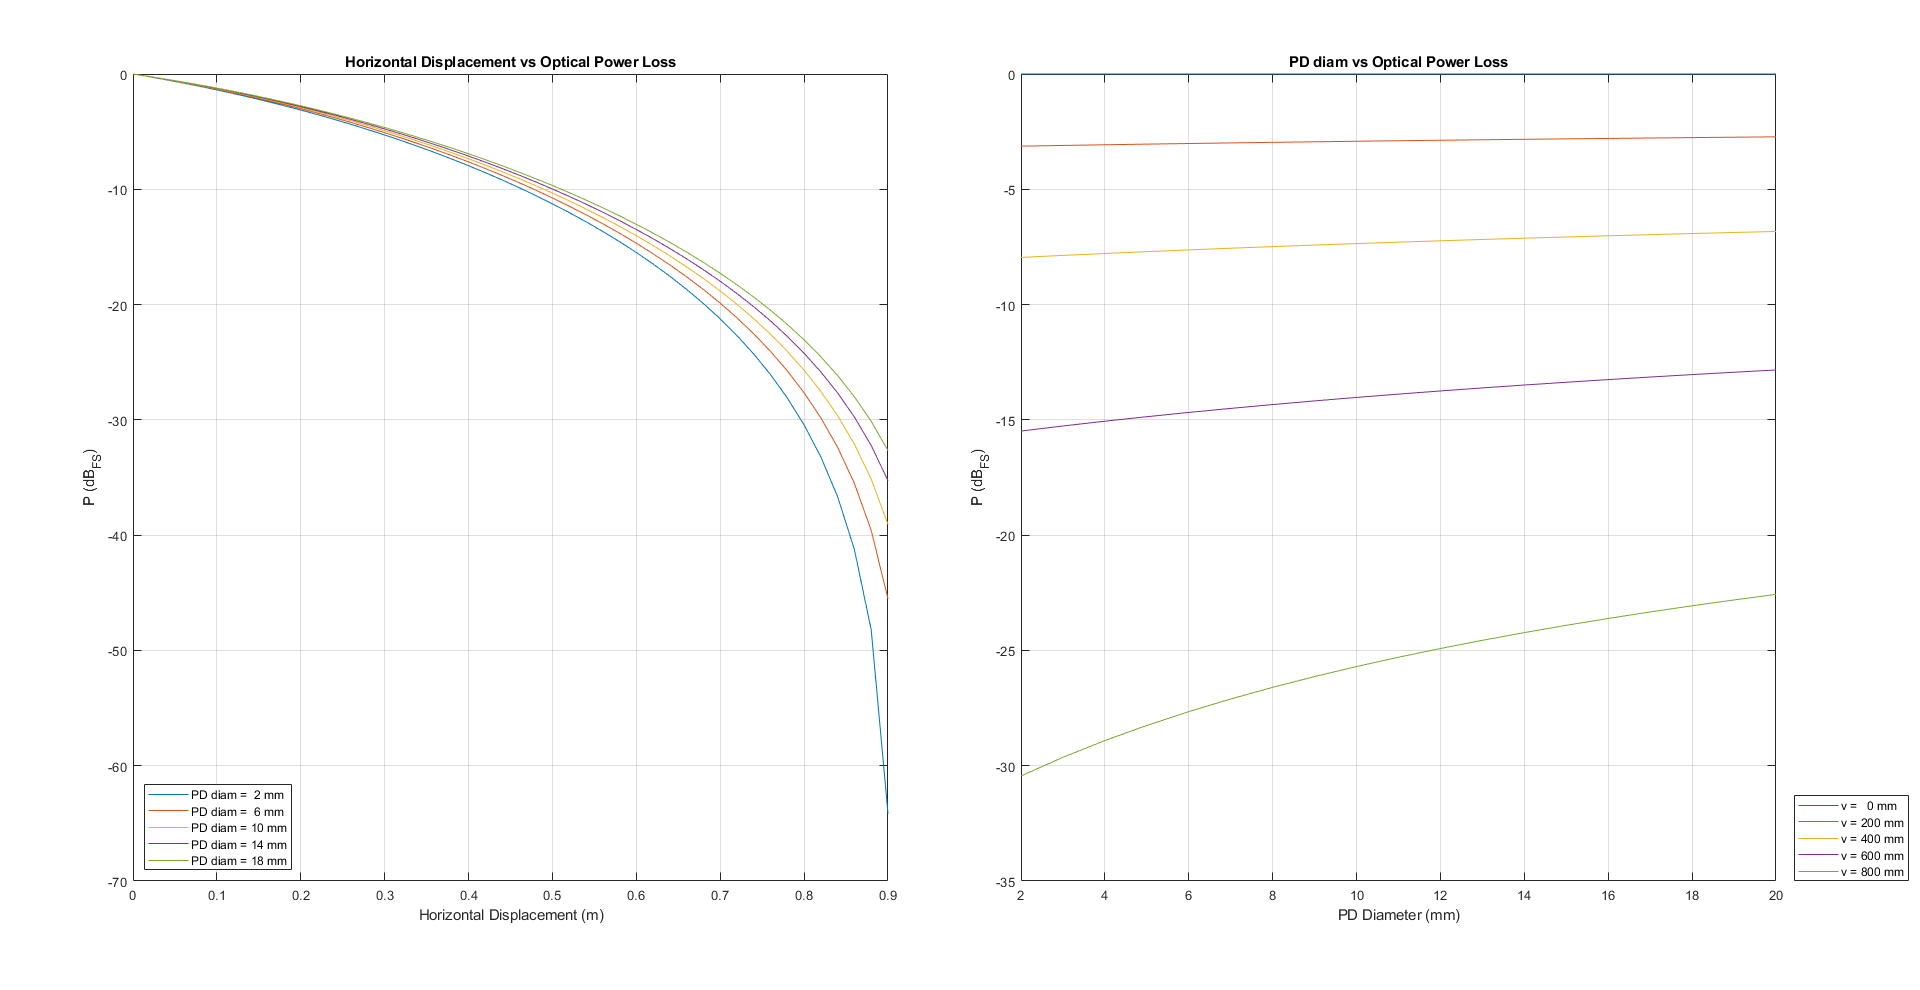 Horizontal Displacement vs Optical Power Loss
0
-10
-20
-30
-40
-50
-60
-70
P (dB_FS)
0 0.1 0.2 0.3 0.4 0.5 0.6 0.7 0.8 0.9
Horizontal Displacement (m)
PD diam =  2 mm
PD diam =  6 mm
PD diam = 10 mm
PD diam = 14 mm
PD diam = 18 mm
PD diam vs Optical Power Loss
0
-5
-10
-15
-20
-25
-30
-35
P (dB_FS)
2 4 6 8 10 12 14 16 18 20
PD Diameter (mm)
v =   0 mm
v = 200 mm
v = 400 mm
v = 600 mm
v = 800 mm